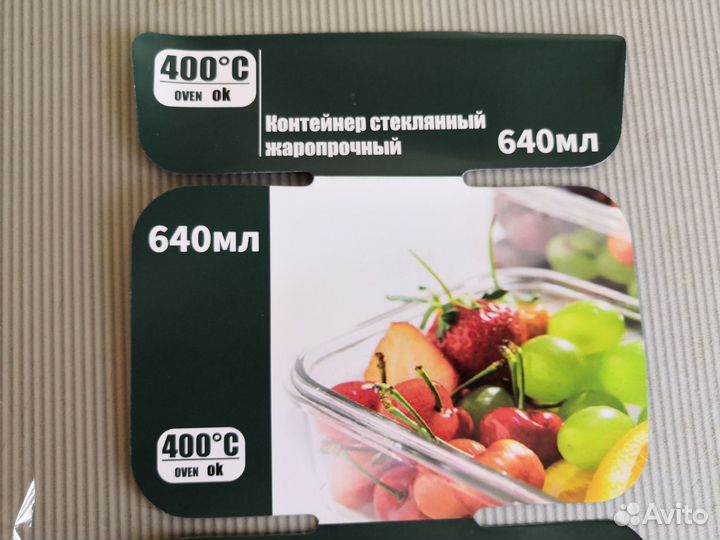 400°C
OVEN ok
Контейнер стеклянный
жаропрочный
640мл
640мл
400°C
OVEN ok
Avito